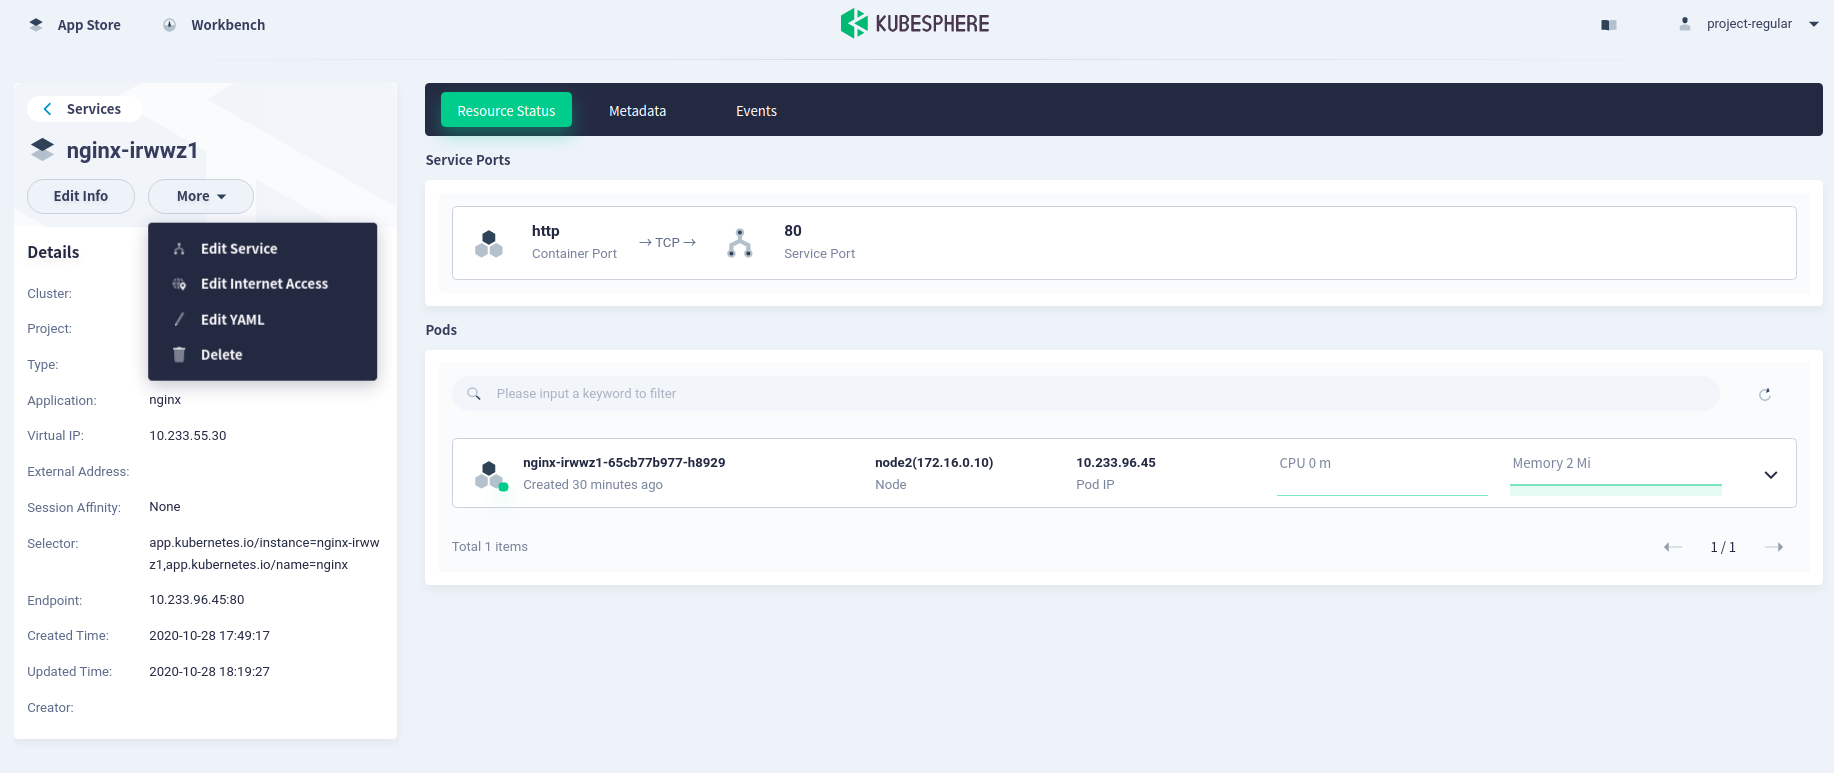 App Store
Workbench
KUBESPHERE
project-regular
Services
nginx-irwwz1
Edit Info
More
Edit Service
Edit Internet Access
Edit YAML
Delete
Details
Cluster:
Project:
Type:
Application: nginx
Virtual IP: 10.233.55.30
External Address:
Session Affinity: None
Selector: app.kubernetes.io/instance=nginx-irww
z1,app.kubernetes.io/name=nginx
Endpoint: 10.233.96.45:80
Created Time: 2020-10-28 17:49:17
Updated Time: 2020-10-28 18:19:27
Creator:
Resource Status
Metadata
Events
Service Ports
http
Container Port
→ TCP →
80
Service Port
Pods
Please input a keyword to filter
nginx-irwwz1-65cb77b977-h8929
Created 30 minutes ago
node2(172.16.0.10)
Node
10.233.96.45
Pod IP
CPU 0 m
Memory 2 Mi
Total 1 items
1 / 1